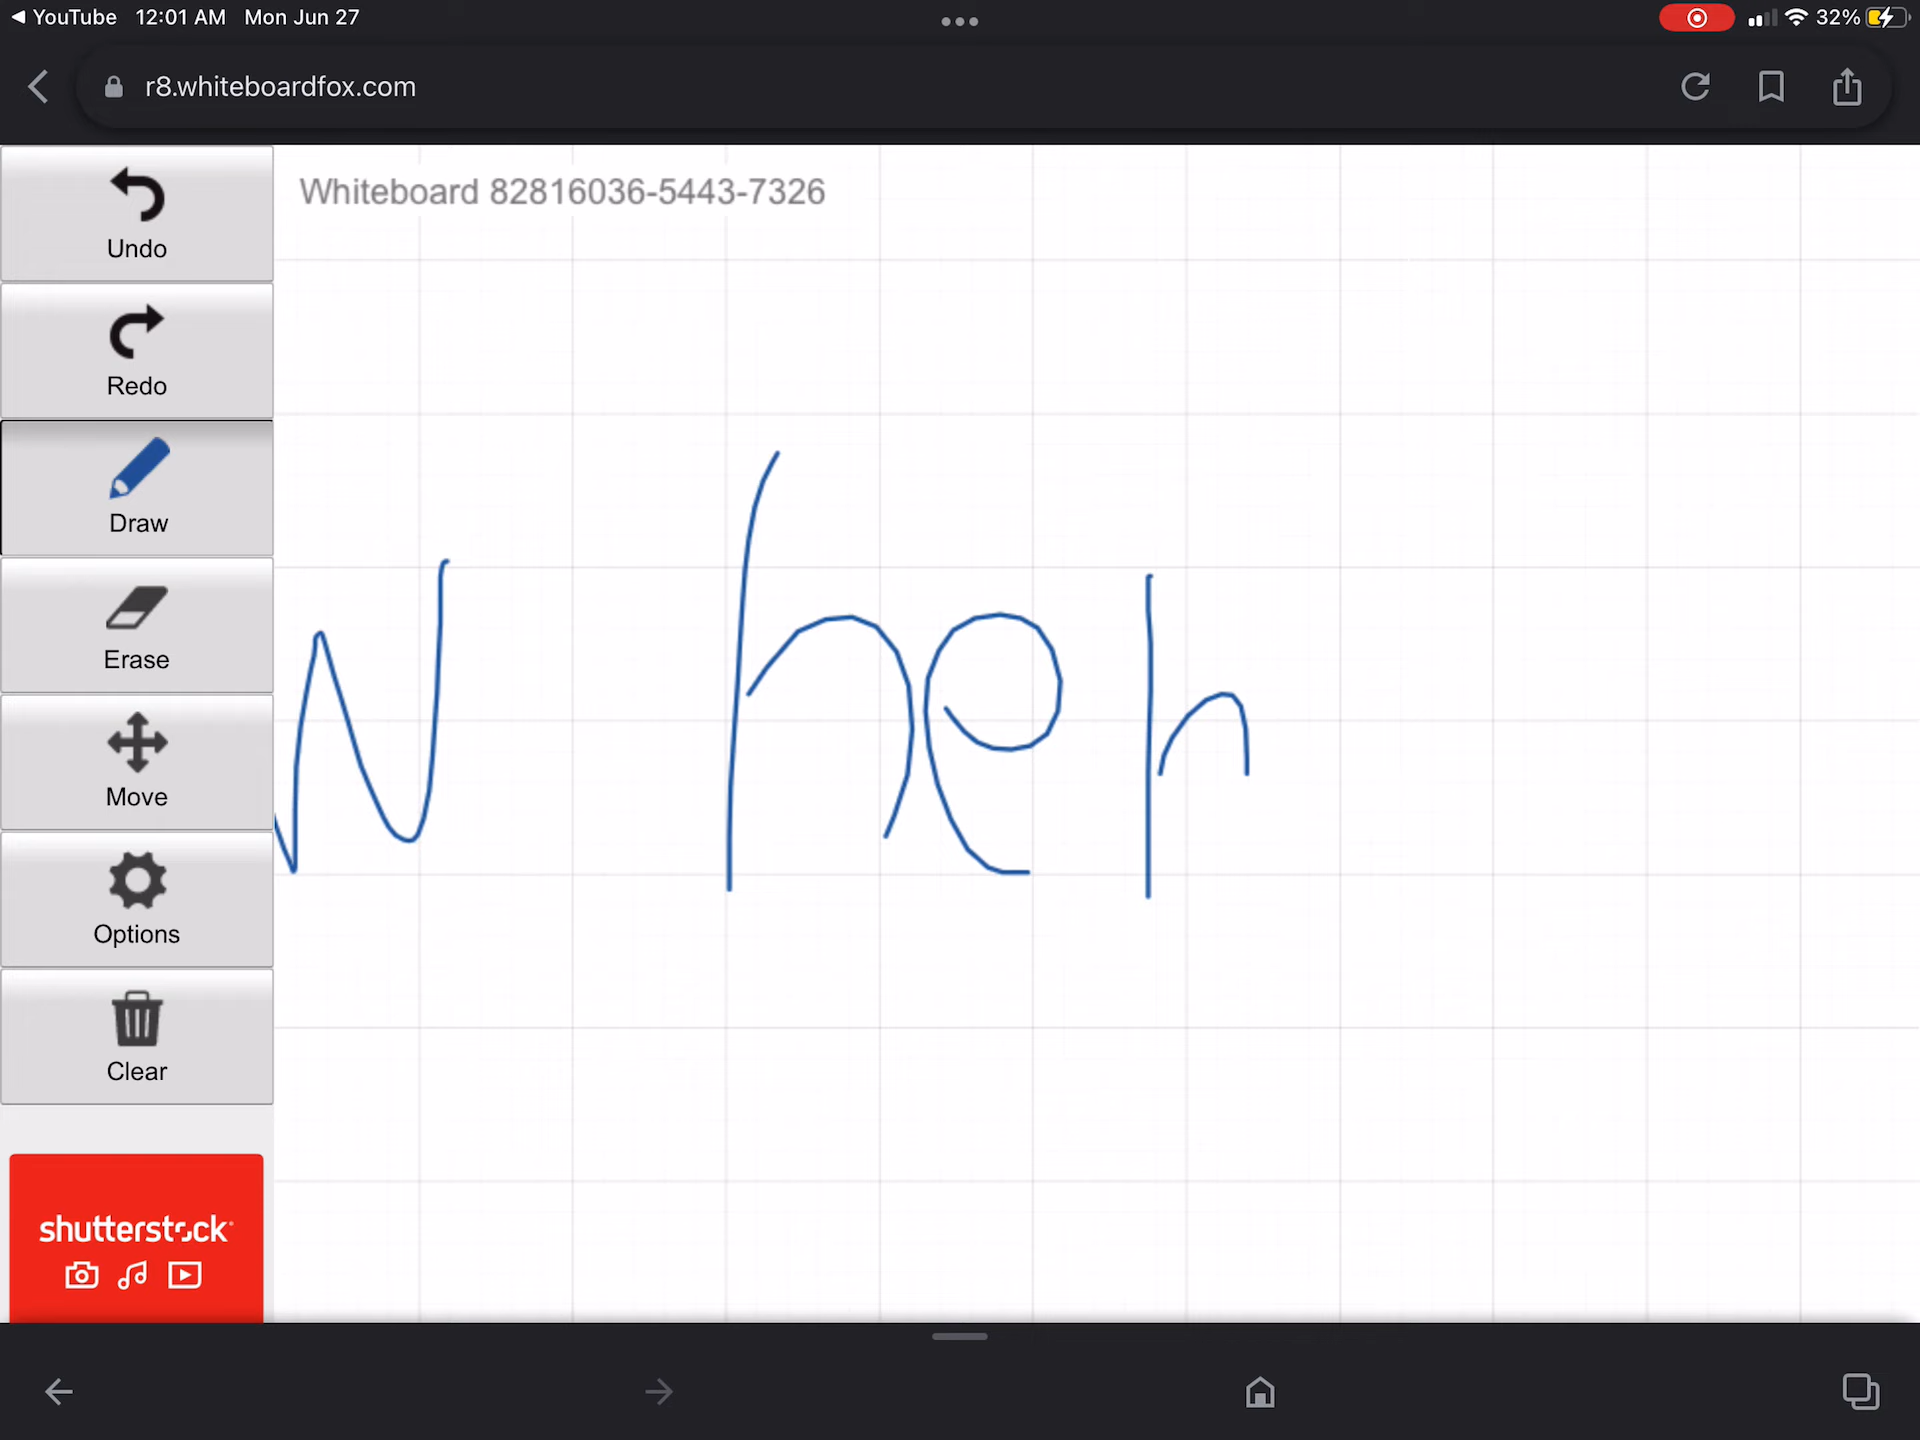 YouTube 12:01 AM Mon Jun 27 32%
r8.whiteboardfox.com
Whiteboard 82816036-5443-7326
Undo
Redo
Draw
Erase
Move
Options
Clear
heh
shutterstock